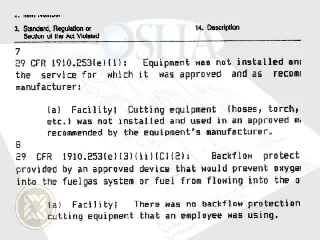 3. Standard, Regulation or
Section of the Act Violated
14. Description
7
29 CFR 1910.253(e)(1): Equipment was not installed and
the service for which it was approved and as recom
manufacturer:
(a) Facility; Cutting equipment (hoses, torch,
etc.) was not installed and used in an approved m
recommended by the equipment's manufacturer.
8
29 CFR 1910.253(e)(3)(ii)(C)(2): Backflow protect
provided by an approved device that would prevent oxyge
into the fuelgas system or fuel from flowing into the o
(a) Facility; There was no backflow protection
cutting equipment that an employee was using.